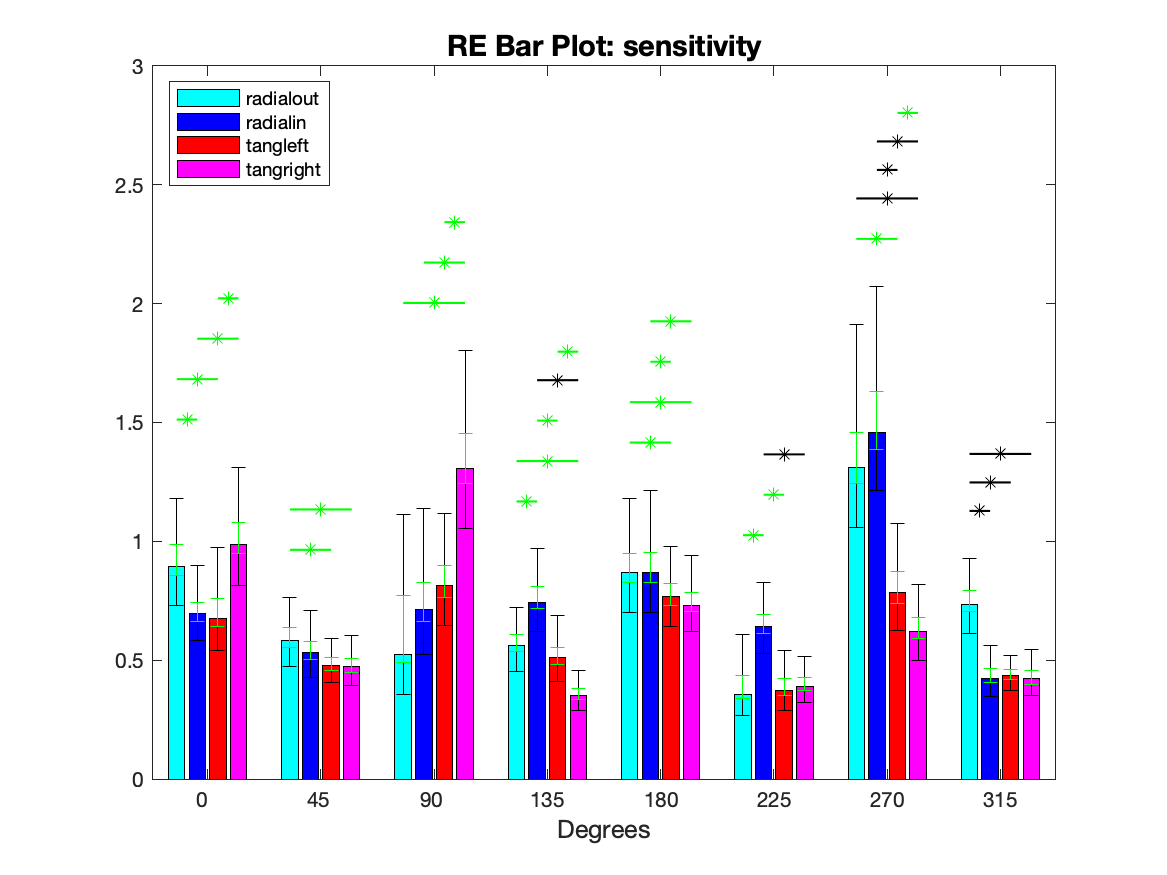 RE Bar Plot: sensitivity
3
2.5
2
1.5
1
0.5
0
radialout
radialin
tangleft
tangright
0 45 90 135 180 225 270 315
Degrees